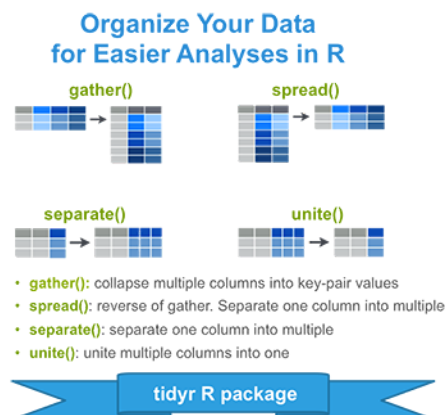 Organize Your Data
for Easier Analyses in R
gather()
spread()
separate()
unite()
• gather(): collapse multiple columns into key-pair values
• spread(): reverse of gather. Separate one column into multiple
• separate(): separate one column into multiple
• unite(): unite multiple columns into one
tidyr R package